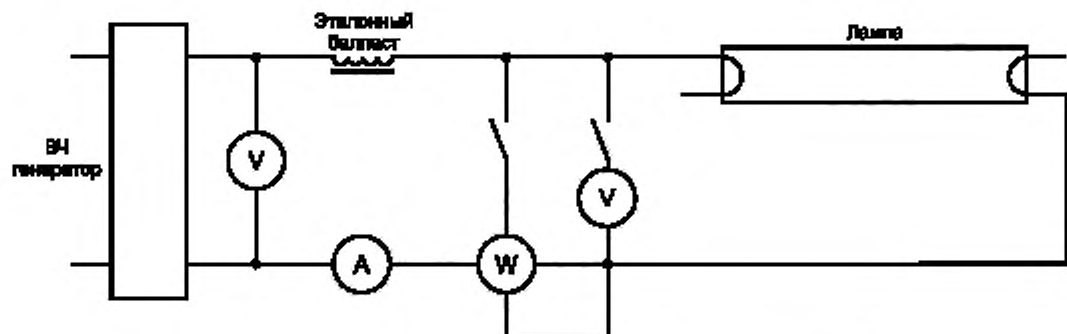 Эталонный
балласт
Лампа
ВЧ
генератор
V
V
A
W